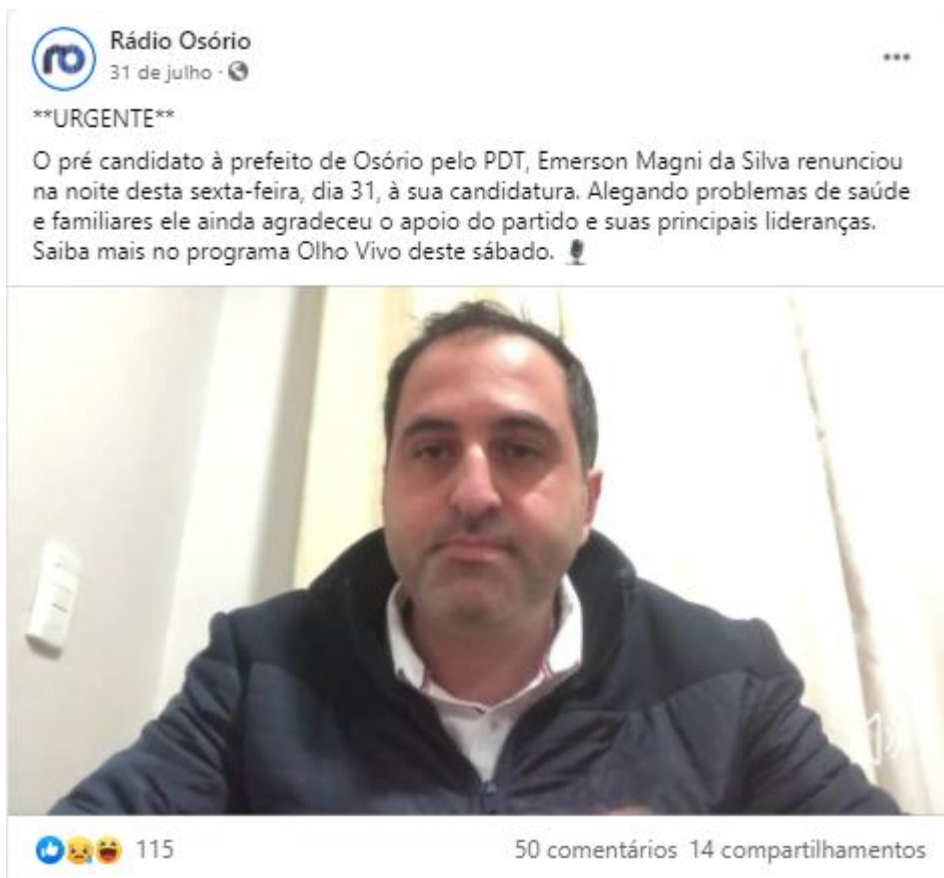 Rádio Osório
31 de julho ·
**URGENTE**
O pré candidato à prefeito de Osório pelo PDT, Emerson Magni da Silva renunciou
na noite desta sexta-feira, dia 31, à sua candidatura. Alegando problemas de saúde
e familiares ele ainda agradeceu o apoio do partido e suas principais lideranças.
Saiba mais no programa Olho Vivo deste sábado.
115
50 comentários 14 compartilhamentos